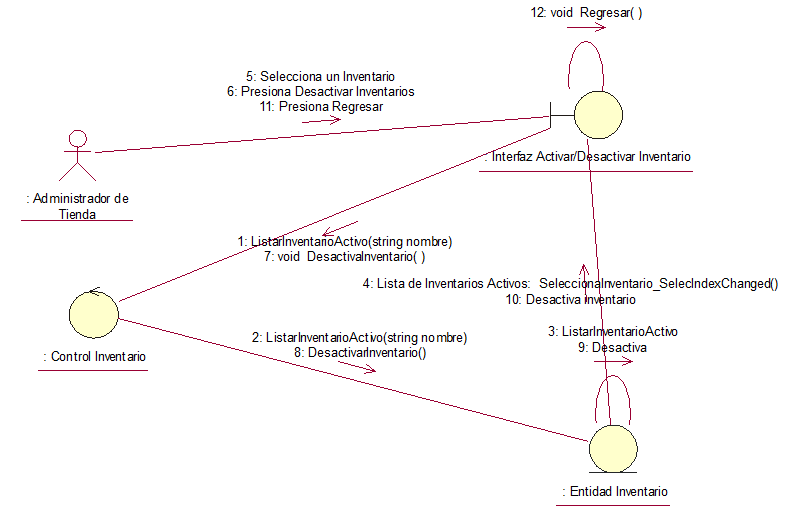 12: void Regresar( )
5: Selecciona un Inventario
6: Presiona Desactivar Inventarios
11: Presiona Regresar
: Interfaz Activar/Desactivar Inventario
: Administrador de
Tienda
1: ListarInventarioActivo(string nombre)
7: void DesactivaInventario( )
4: Lista de Inventarios Activos: SeleccionaInventario_SelecIndexChanged()
10: Desactiva Inventario
3: ListarInventarioActivo
9: Desactiva
2: ListarInventarioActivo(string nombre)
8: DesactivarInventario()
: Control Inventario
: Entidad Inventario